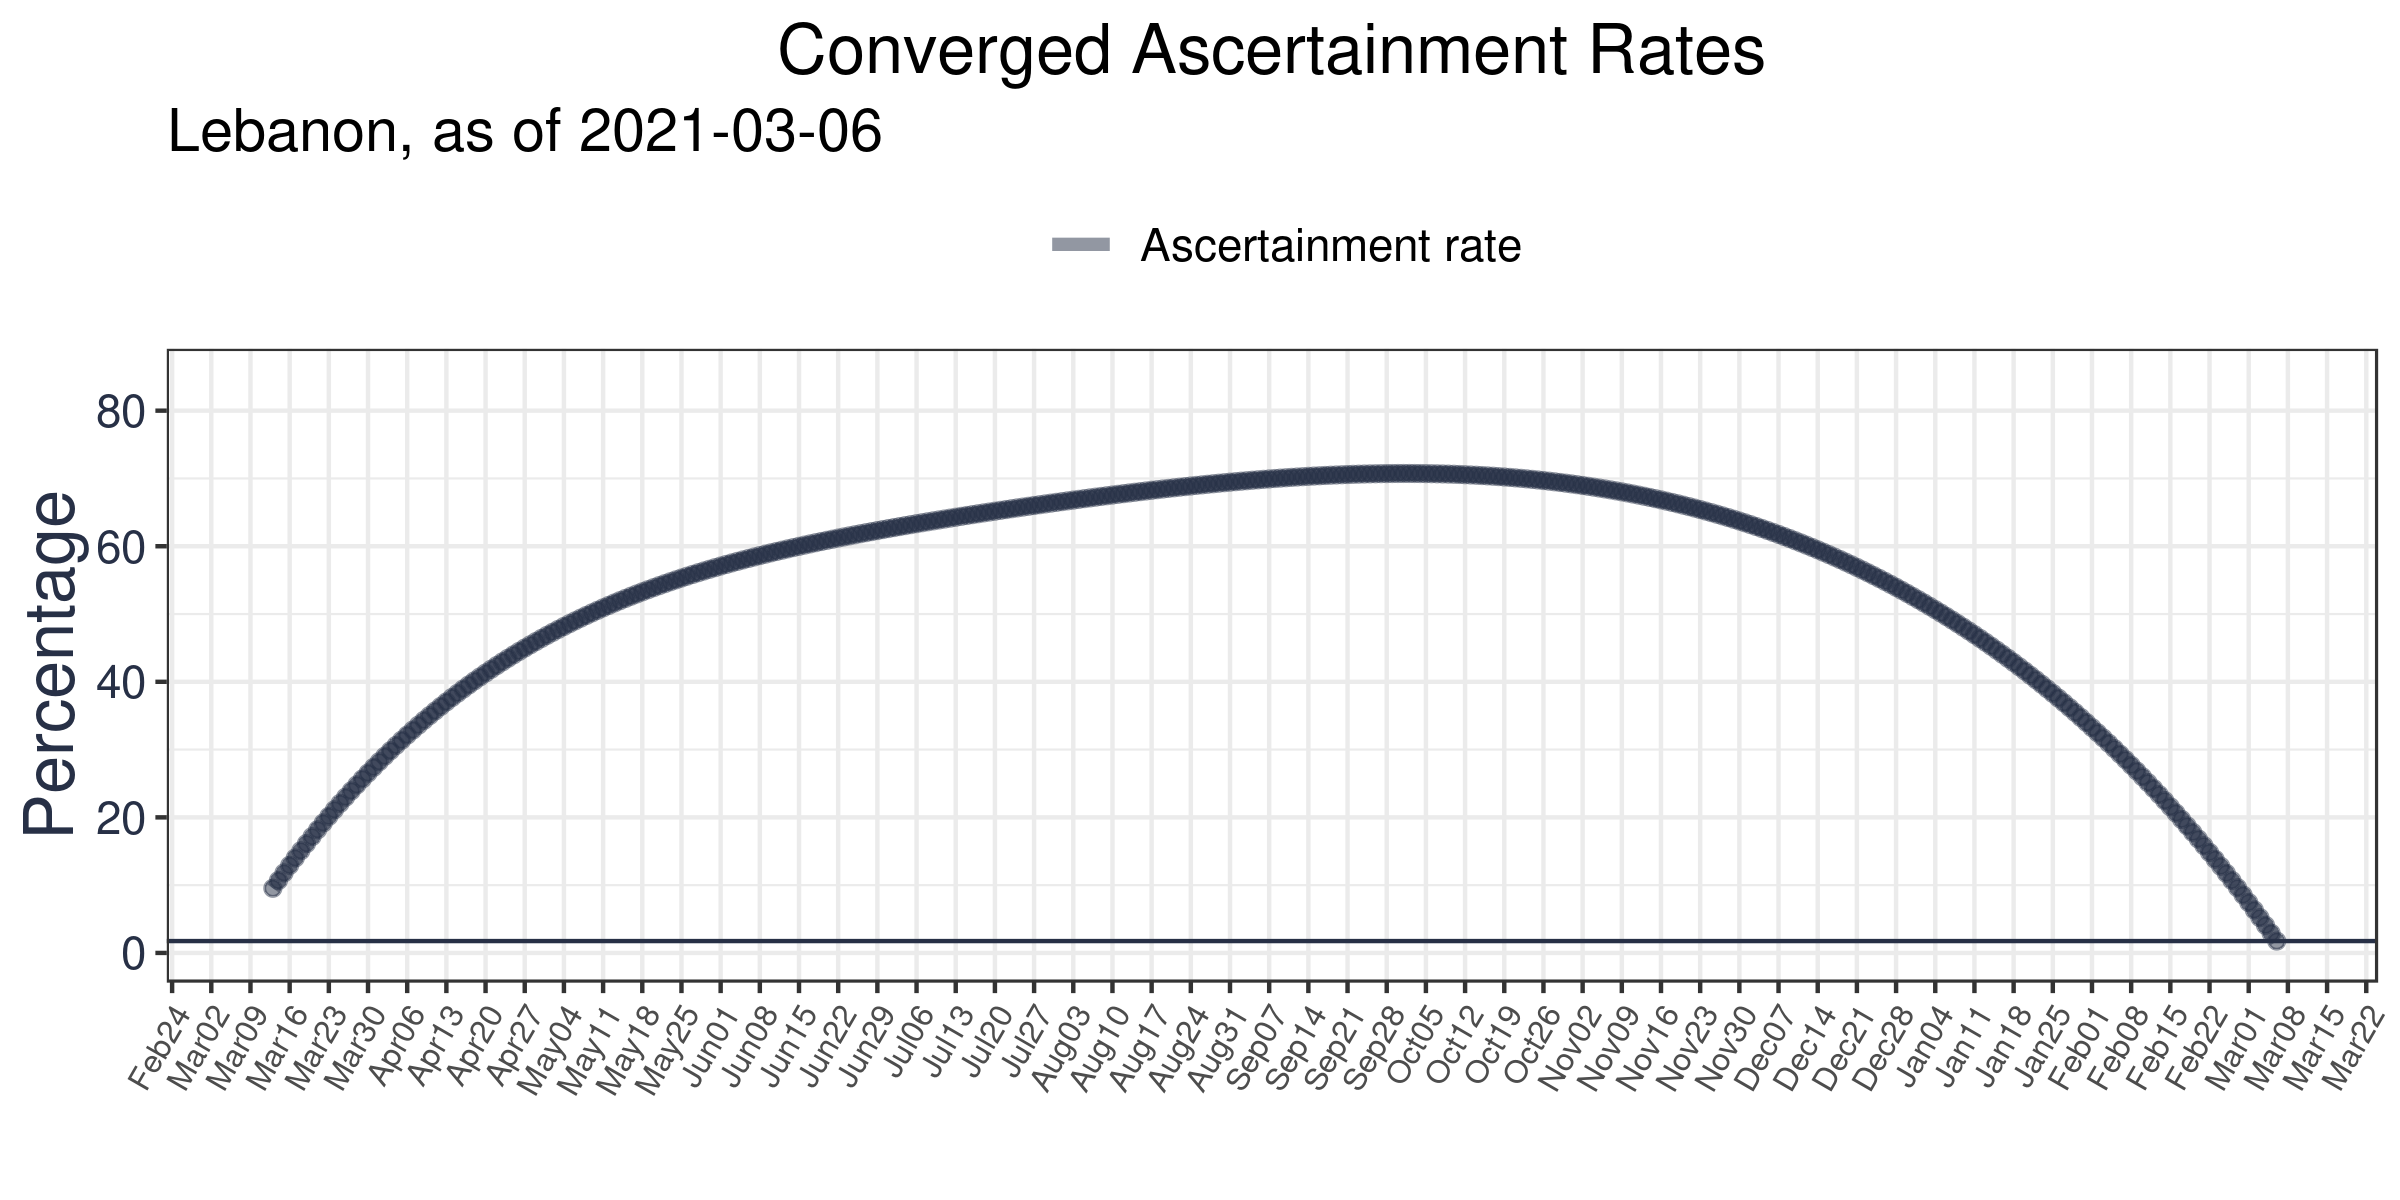 Converged Ascertainment Rates
Lebanon, as of 2021-03-06
Ascertainment rate
Percentage
80
60
40
20
0
Feb24
Mar02
Mar09
Mar16
Mar23
Mar30
Apr06
Apr13
Apr20
Apr27
May04
May11
May18
May25
Jun01
Jun08
Jun15
Jun22
Jun29
Jul06
Jul13
Jul20
Jul27
Aug03
Aug10
Aug17
Aug24
Aug31
Sep07
Sep14
Sep21
Sep28
Oct05
Oct12
Oct19
Oct26
Nov02
Nov09
Nov16
Nov23
Nov30
Dec07
Dec14
Dec21
Dec28
Jan04
Jan11
Jan18
Jan25
Feb01
Feb08
Feb15
Feb22
Mar01
Mar08
Mar15
Mar22